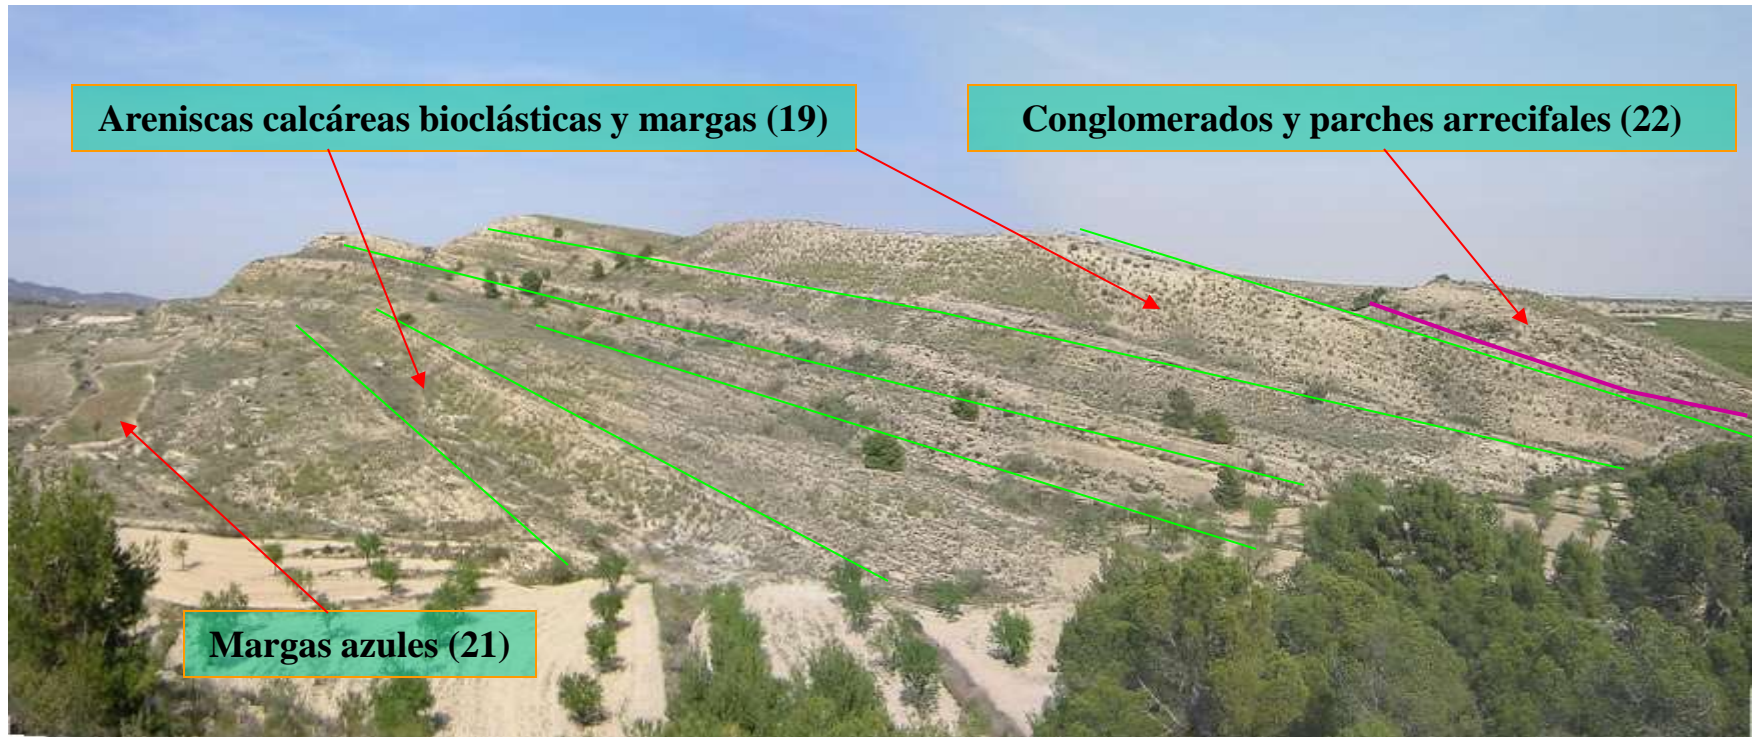 Areniscas calcáreas bioclásticas y margas (19)
Conglomerados y parches arrecifales (22)
Margas azules (21)